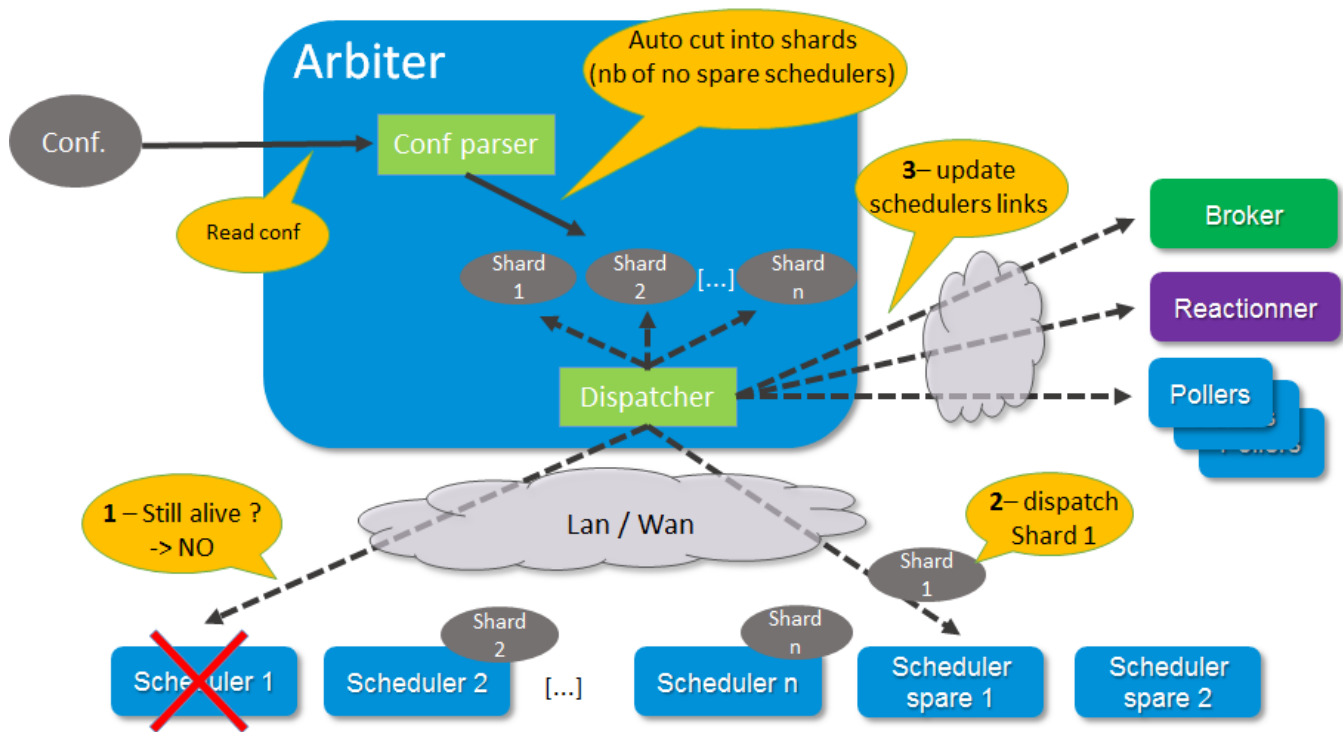 Arbiter
Auto cut into shards
(nb of no spare schedulers)
Conf.
Conf parser
Read conf
3– update
schedulers links
Broker
Shard
1
Shard
2
[...]
Shard
n
Reactionner
Dispatcher
Pollers
1 – Still alive ?
-> NO
Lan / Wan
2– dispatch
Shard 1
Shard
1
Shard
2
Shard
n
Scheduler 1
Scheduler 2
[...]
Scheduler n
Scheduler
spare 1
Scheduler
spare 2